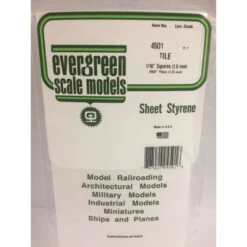 Item No. Loc. Code
4501
TILE
1/16" Squares (1.6 mm)
evergreen
scale models
Sheet Styrene
Made in U.S.A.
Model Railroading
Architectural Models
Military Models
Industrial Models
Miniatures
Ships and Planes